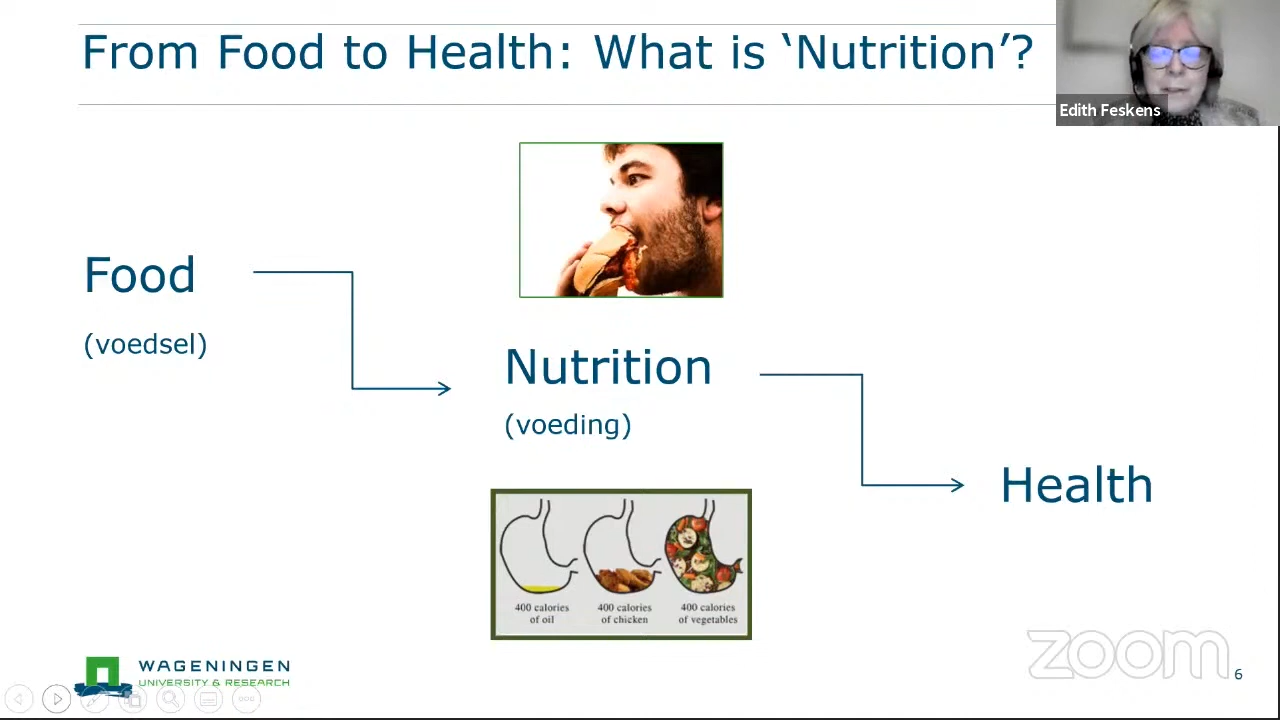 From Food to Health: What is ‘Nutrition’?
Edith Feskens
Food
(voedsel)
Nutrition
(voeding)
Health
400 calories
of oil
400 calories
of chicken
400 calories
of vegetables
WAGENINGEN
UNIVERSITY & RESEARCH
zoom
6